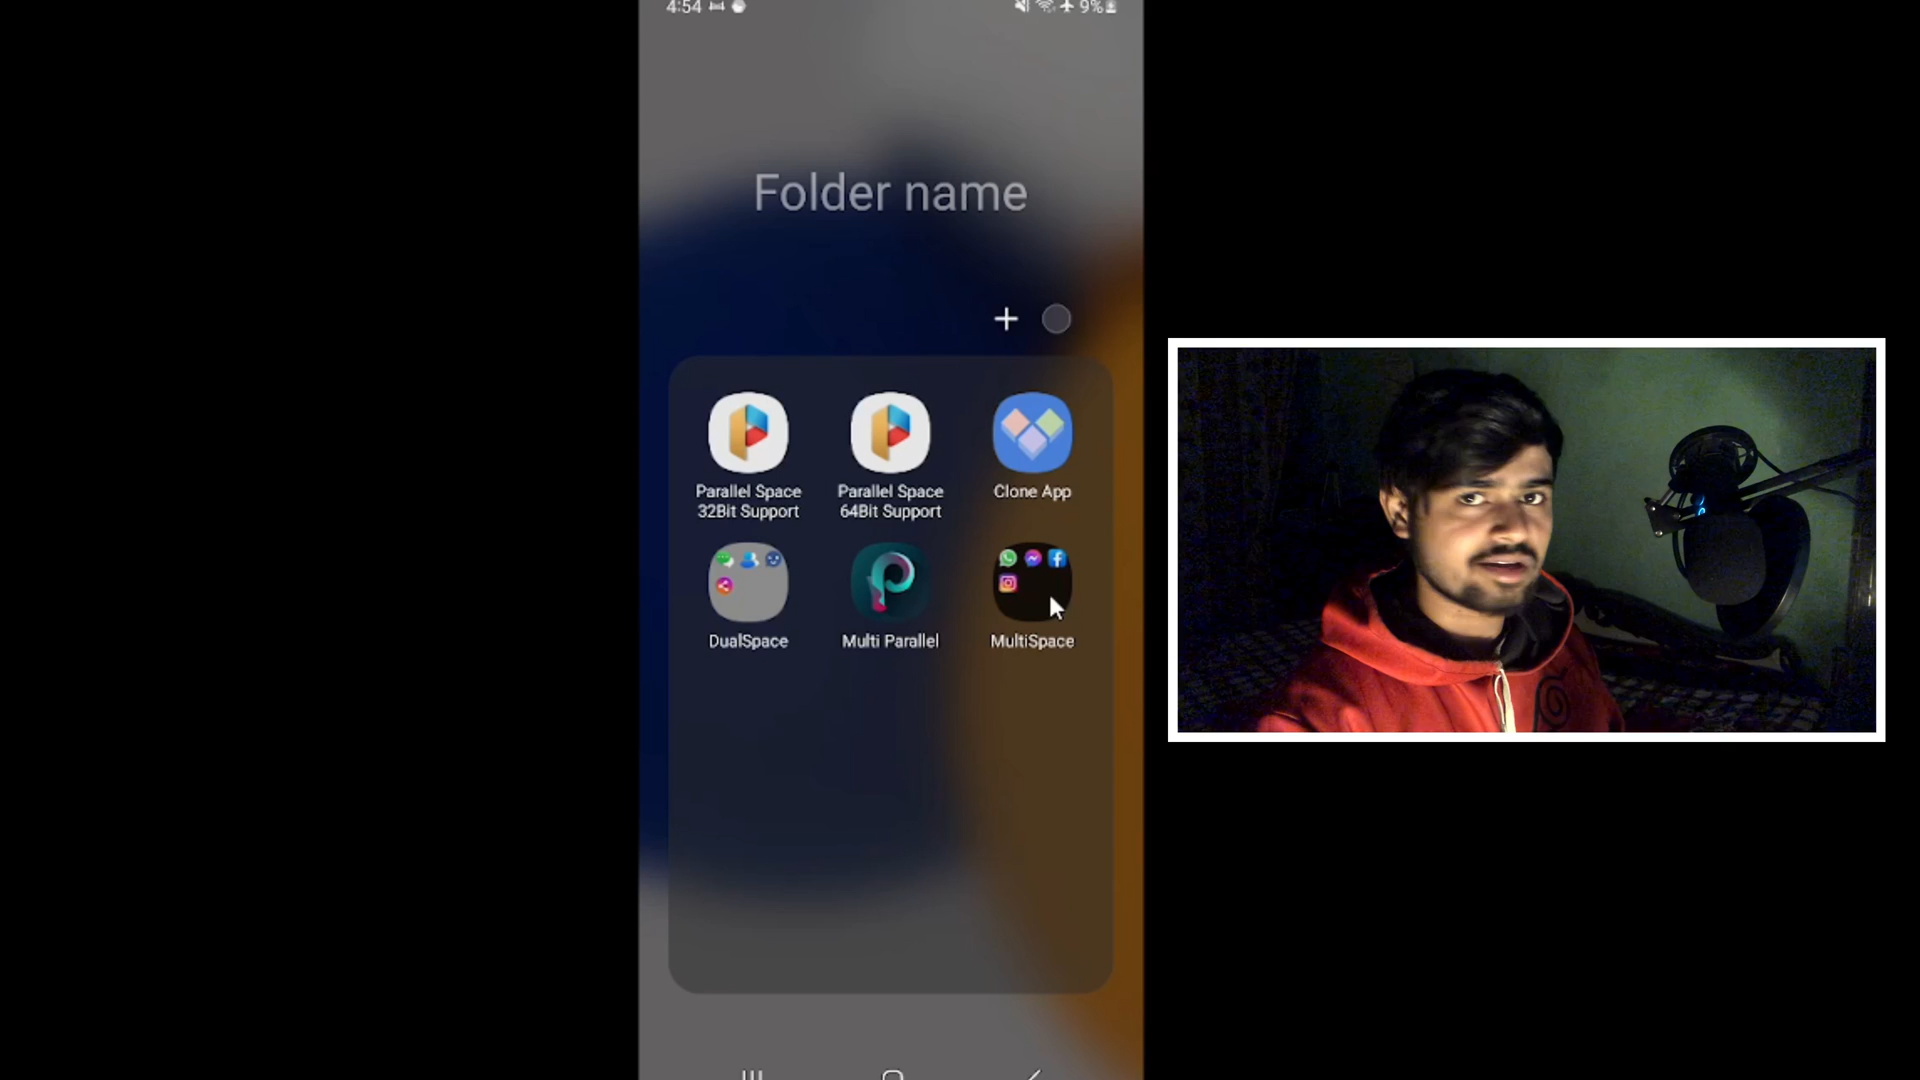 4:54
9%
Folder name
Parallel Space
32Bit Support
Parallel Space
64Bit Support
Clone App
DualSpace
Multi Parallel
MultiSpace